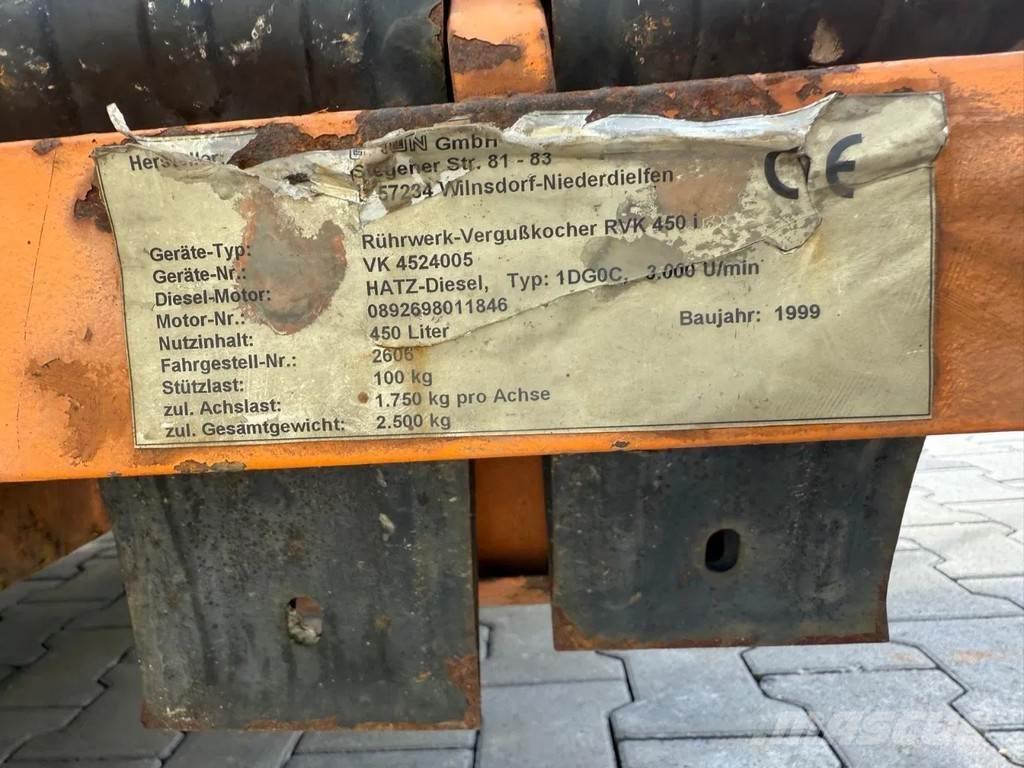 Hersteller: GmbH
Siegener Str. 81 - 83
57234 Wilnsdorf-Niederdielfen
CE
Geräte-Typ: Rührwerk-Vergußkocher RVK 450 i
Geräte-Nr.: VK 4524005
Diesel-Motor: HATZ-Diesel, Typ: 1DG0C, 3.000 U/min
Motor-Nr.: 0892698011846
Nutzinhalt: 450 Liter
Baujahr: 1999
Fahrgestell-Nr.: 2606
Stützlast: 100 kg
zul. Achslast: 1.750 kg pro Achse
zul. Gesamtgewicht: 2.500 kg
mascus